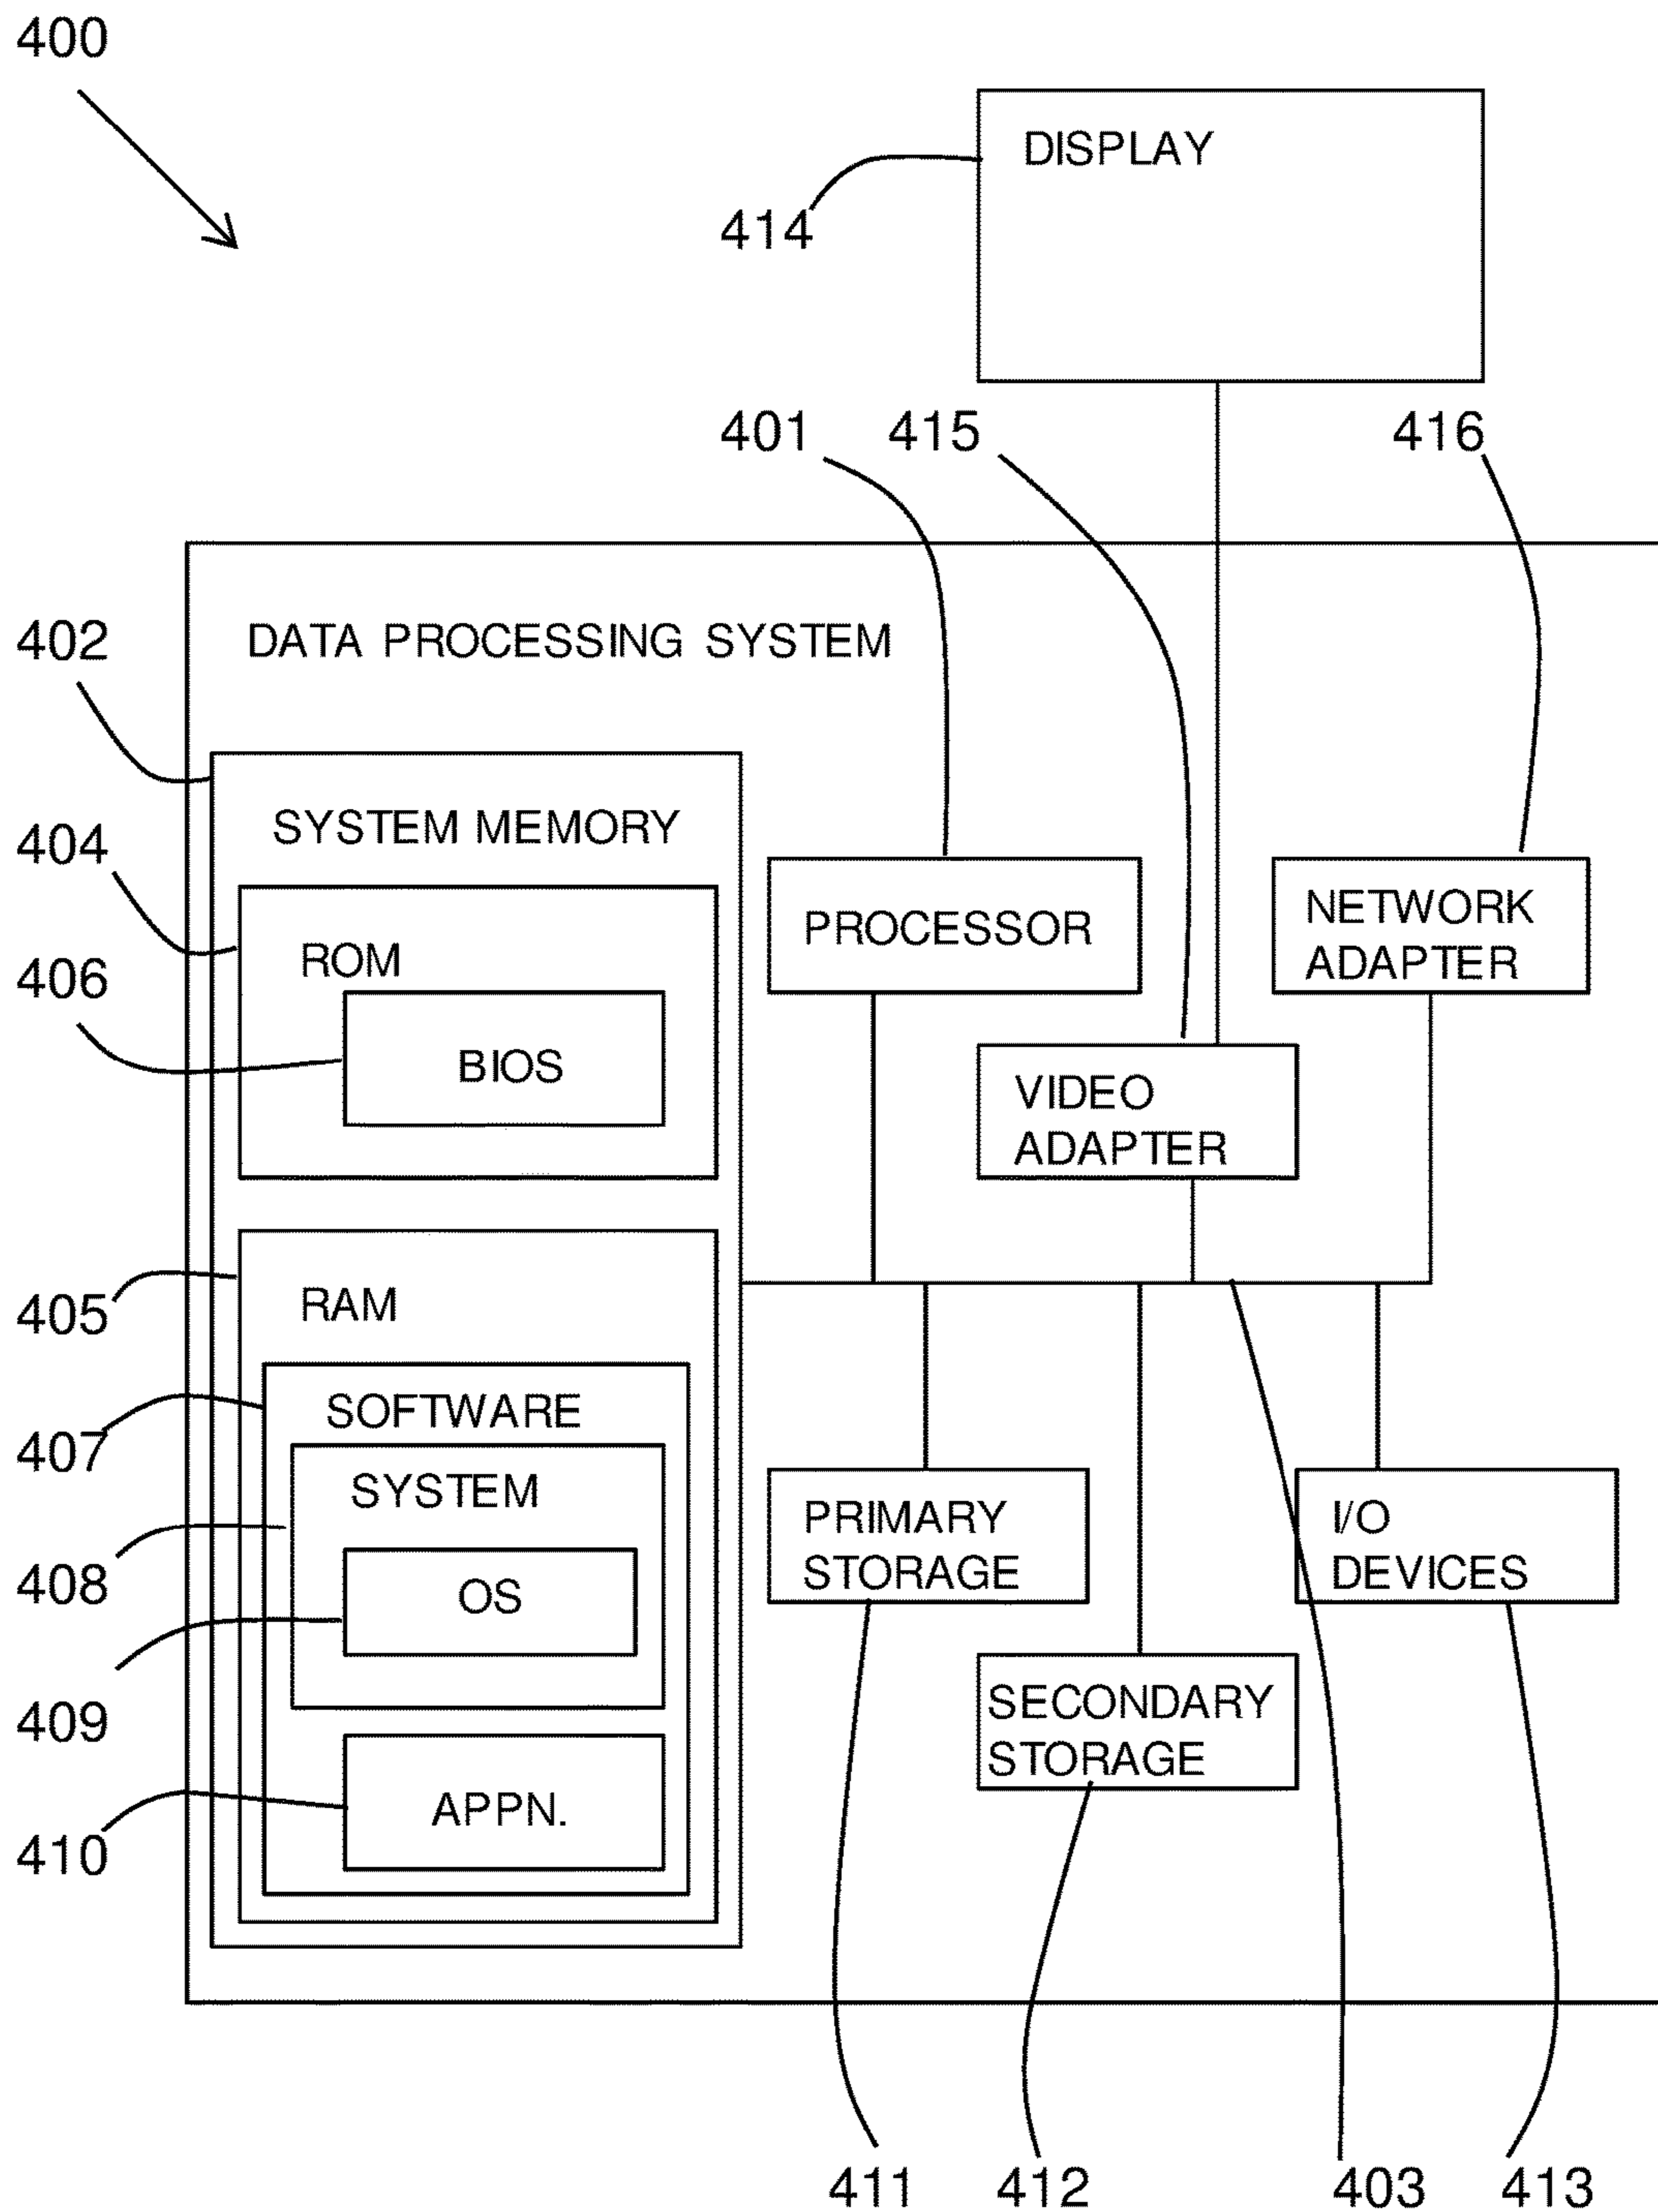 400
DISPLAY
414
401
415
416
402
DATA PROCESSING SYSTEM
SYSTEM MEMORY
404
ROM
406
BIOS
PROCESSOR
NETWORK
ADAPTER
VIDEO
ADAPTER
405
RAM
407
SOFTWARE
SYSTEM
408
OS
409
410
APPN.
PRIMARY
STORAGE
I/O
DEVICES
SECONDARY
STORAGE
411
412
403
413